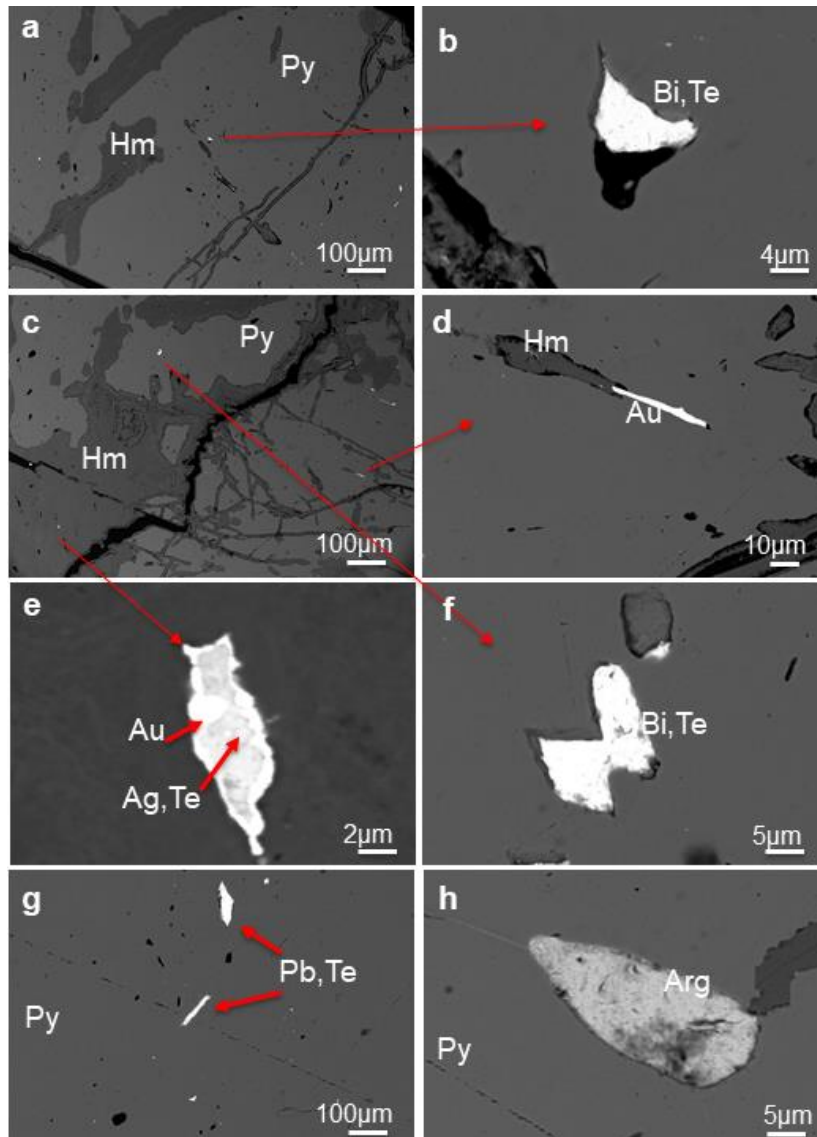 a
Py
Hm
100μm
b
Bi,Te
4μm
c
Py
Hm
100μm
d
Hm
Au
10μm
e
Au
Ag,Te
2μm
f
Bi,Te
5μm
g
Pb,Te
Py
100μm
h
Arg
Py
5μm